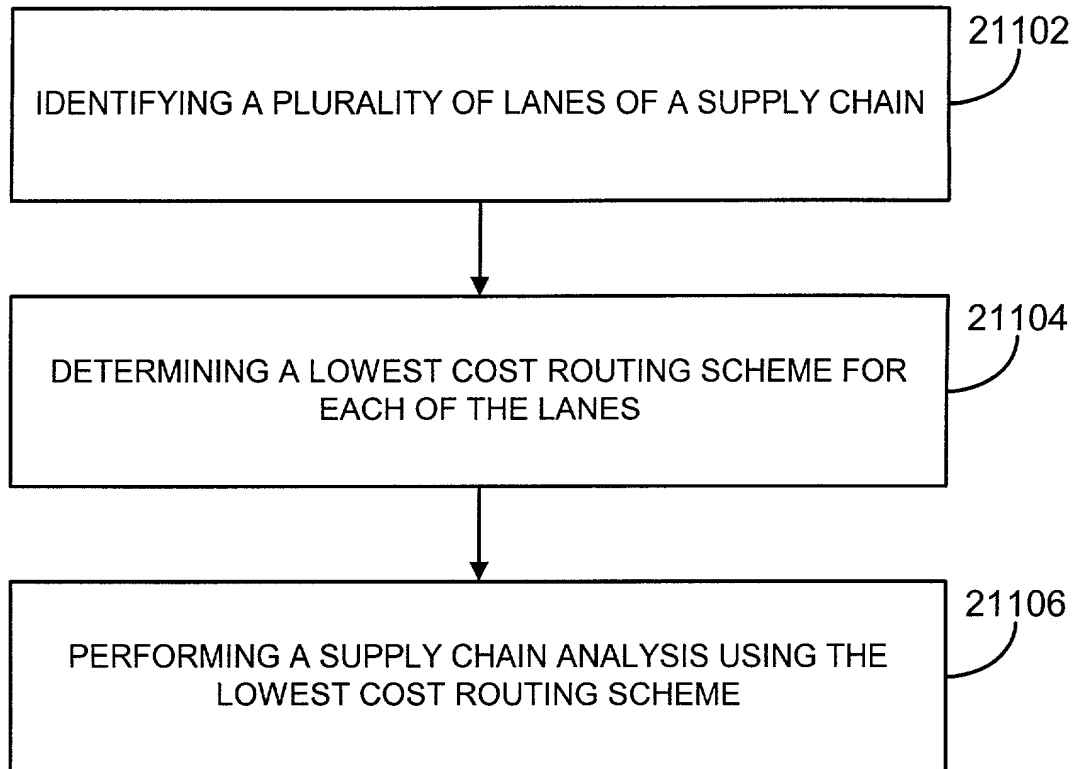 21102
IDENTIFYING A PLURALITY OF LANES OF A SUPPLY CHAIN
21104
DETERMINING A LOWEST COST ROUTING SCHEME FOR
EACH OF THE LANES
21106
PERFORMING A SUPPLY CHAIN ANALYSIS USING THE
LOWEST COST ROUTING SCHEME